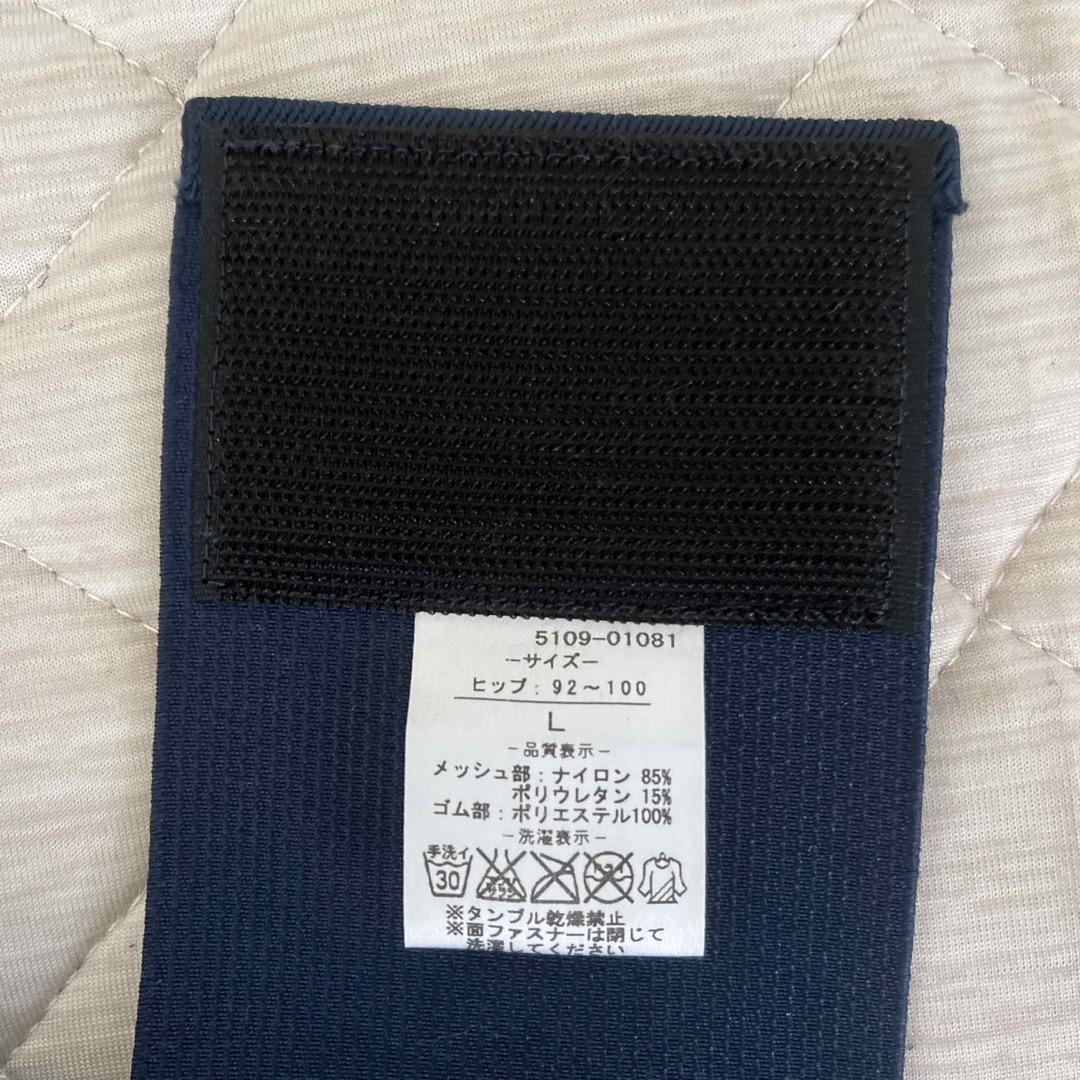 5109-01081
-サイズ-
ヒップ：92～100
L
-品質表示-
メッシュ部：ナイロン 85%
ポリウレタン 15%
ゴム部：ポリエステル100%
-洗濯表示-
手洗イ
30
※タンブル乾燥禁止
※面ファスナーは閉じて
洗濯してください